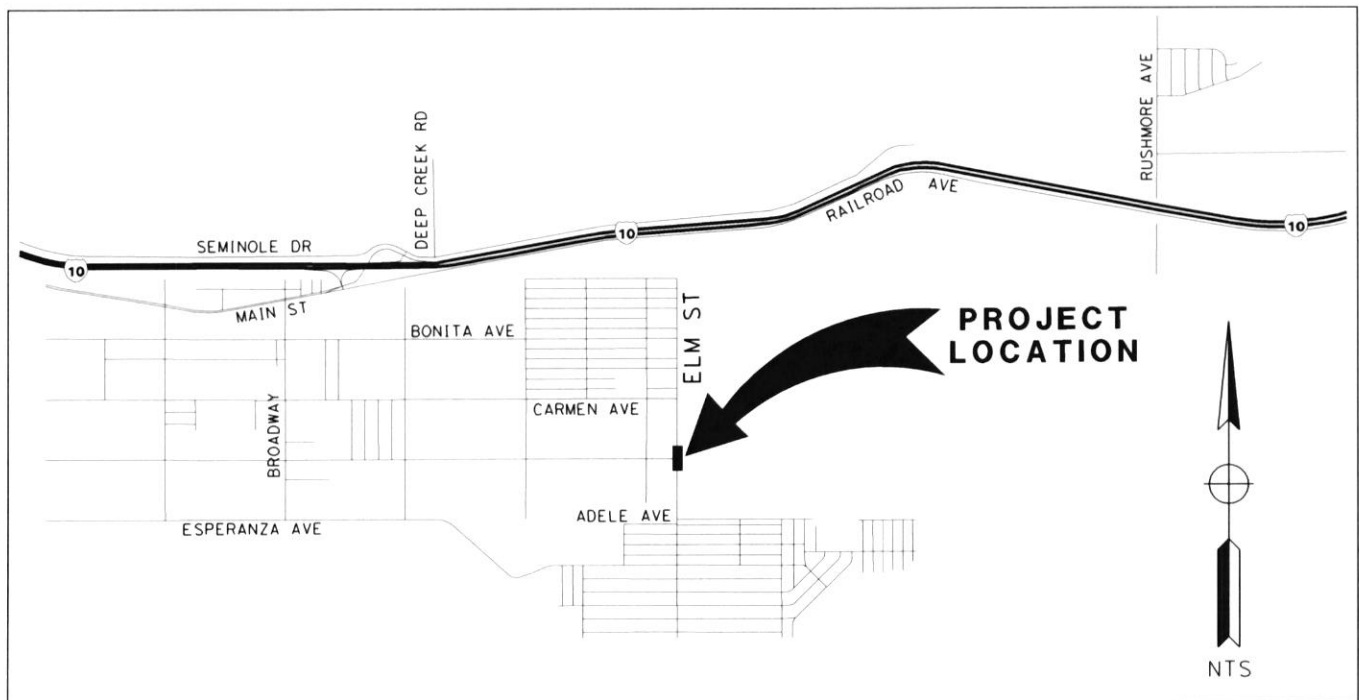 RUSHMORE AVE
DEEP CREEK RD
RAILROAD AVE
SEMINOLE DR
10
10
10
MAIN ST
BONITA AVE
ELM ST
PROJECT
LOCATION
CARMEN AVE
BROADWAY
ADELE AVE
ESPERANZA AVE
NTS